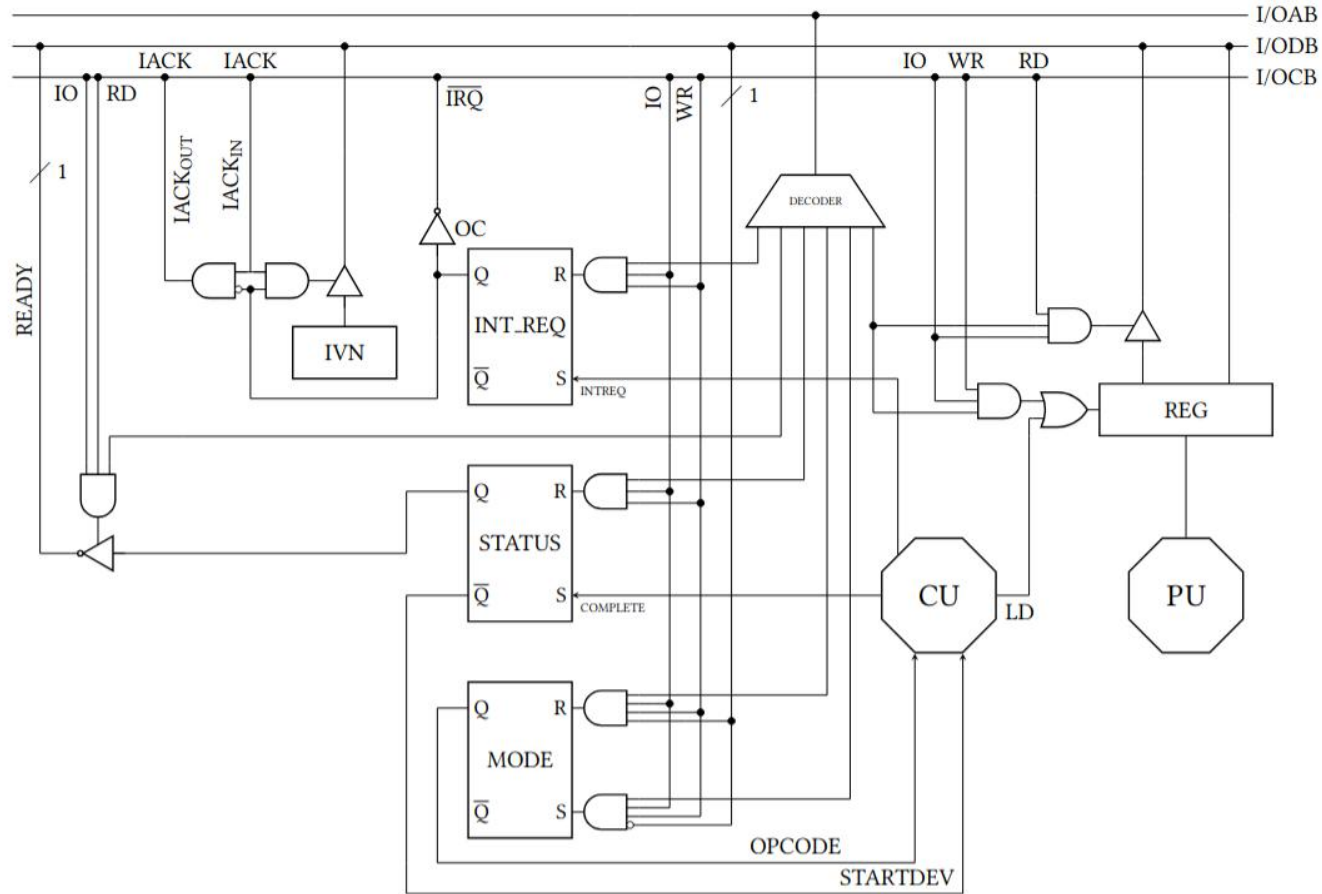 I/OAB
I/ODB
I/OCB
IACK
IACK
IO
RD
IRQ
IO
WR
1
IO
WR
RD
1
IACKOUT
IACKIN
READY
OC
DECODER
IVN
Q
R
INT_REQ
Q
S
INTREQ
REG
Q
R
STATUS
Q
S
COMPLETE
CU
LD
PU
Q
R
MODE
Q
S
OPCODE
STARTDEV